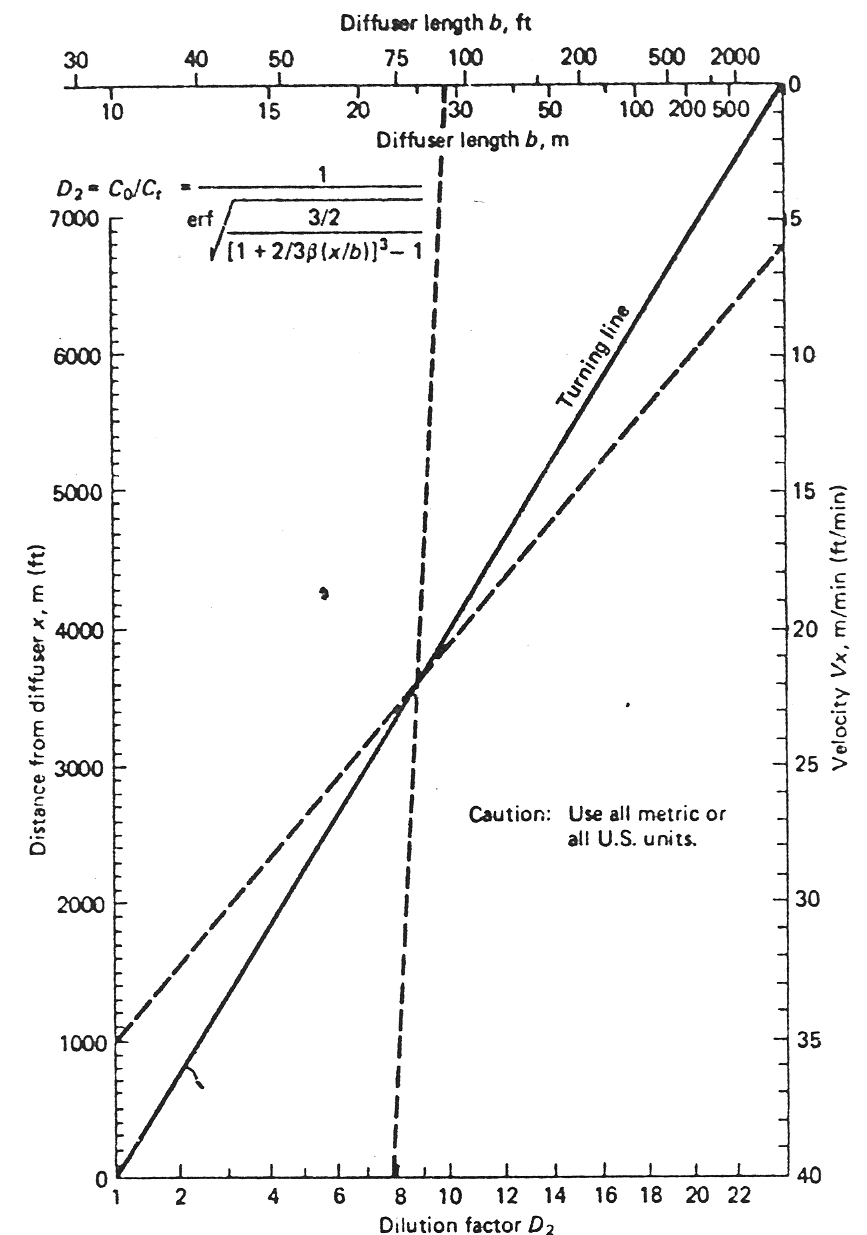 Diffuser length b, ft
30 40 50 75 100 200 500 2000
10 15 20 30 50 100 200 500
Diffuser length b, m
D₂ = C₀/Cₜ = 1
erf √ 3/2
[1 + 2/3β(x/b)]³ − 1
7000
6000
5000
4000
3000
2000
1000
0
Distance from diffuser x, m (ft)
Turning line
Caution: Use all metric or
all U.S. units.
0
5
10
15
20
25
30
35
40
Velocity Vx, m/min (ft/min)
1 2 4 6 8 10 12 14 16 18 20 22
Dilution factor D₂